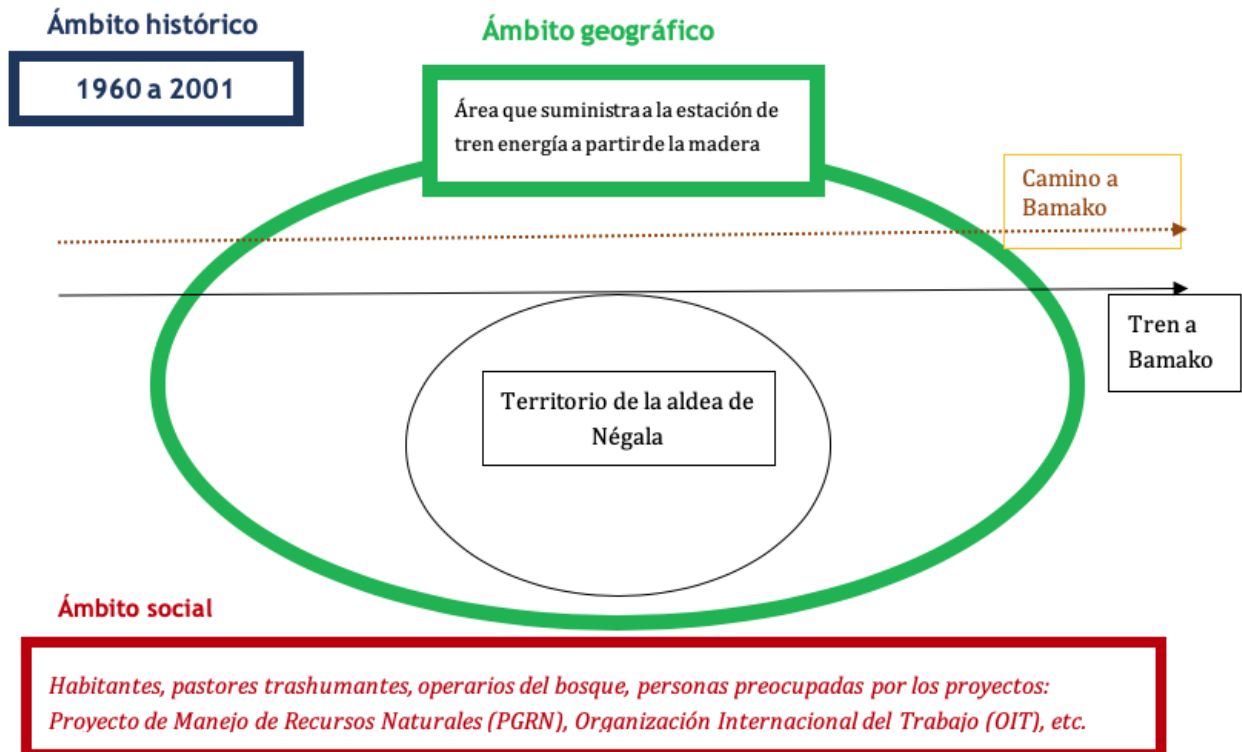 Ámbito histórico
1960 a 2001
Ámbito geográfico
Área que suministra a la estación de
tren energía a partir de la madera
Camino a
Bamako
Tren a
Bamako
Territorio de la aldea de
Négala
Ámbito social
Habitantes, pastores trashumantes, operarios del bosque, personas preocupadas por los proyectos:
Proyecto de Manejo de Recursos Naturales (PGRN), Organización Internacional del Trabajo (OIT), etc.